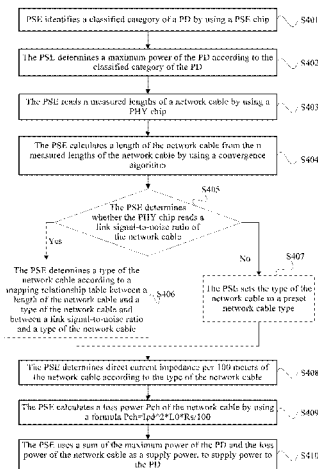 PSE identifies a classified category of a PD by using a PSE chip
S401
The PSE determines a maximum power of the PD according to the
classified category of the PD
S402
The PSE reads n measured lengths of a network cable by using a
PHY chip
S403
The PSE calculates a length of the network cable from the n
measured lengths of the network cable by using a convergence
algorithm
S404
S405
The PSE determines
whether the PHY chip reads a
link signal-to-noise ratio of
the network cable
Yes
No
The PSE determines a type of the
network cable according to a
mapping relationship table between a
length of the network cable and a
type of the network cable and
between a link signal-to-noise ratio
and a type of the network cable
S406
S407
The PSE sets the type of the
network cable to a preset
network cable type
The PSE determines direct current impedance per 100 meters of
the network cable according to the type of the network cable
S408
The PSE calculates a loss power Pch of the network cable by using
a formula Pch=Ipd^2*L0*Rs/100
S409
The PSE uses a sum of the maximum power of the PD and the loss
power of the network cable as a supply power, to supply power to
the PD
S410